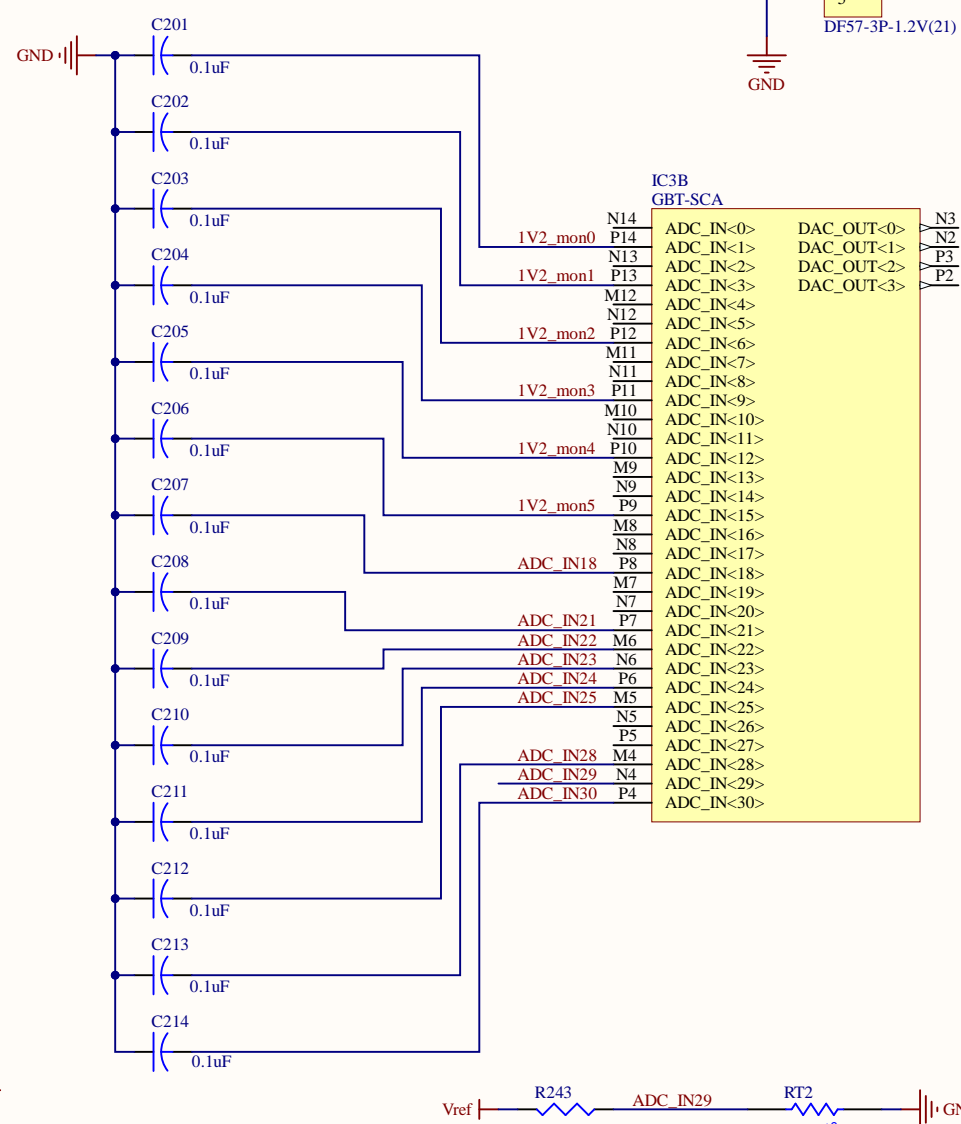 5
DF57-3P-1.2V(21)
GND
GND
C201
0.1uF
C202
0.1uF
C203
0.1uF
C204
0.1uF
C205
0.1uF
C206
0.1uF
C207
0.1uF
C208
0.1uF
C209
0.1uF
C210
0.1uF
C211
0.1uF
C212
0.1uF
C213
0.1uF
C214
0.1uF
IC3B
GBT-SCA
N14 ADC_IN<0> DAC_OUT<0> N3
1V2_mon0 P14 ADC_IN<1> DAC_OUT<1> N2
N13 ADC_IN<2> DAC_OUT<2> P3
1V2_mon1 P13 ADC_IN<3> DAC_OUT<3> P2
M12 ADC_IN<4>
N12 ADC_IN<5>
1V2_mon2 P12 ADC_IN<6>
M11 ADC_IN<7>
N11 ADC_IN<8>
1V2_mon3 P11 ADC_IN<9>
M10 ADC_IN<10>
N10 ADC_IN<11>
1V2_mon4 P10 ADC_IN<12>
M9 ADC_IN<13>
N9 ADC_IN<14>
1V2_mon5 P9 ADC_IN<15>
M8 ADC_IN<16>
N8 ADC_IN<17>
ADC_IN18 P8 ADC_IN<18>
M7 ADC_IN<19>
N7 ADC_IN<20>
ADC_IN21 P7 ADC_IN<21>
ADC_IN22 M6 ADC_IN<22>
ADC_IN23 N6 ADC_IN<23>
ADC_IN24 P6 ADC_IN<24>
ADC_IN25 M5 ADC_IN<25>
N5 ADC_IN<26>
P5 ADC_IN<27>
ADC_IN28 M4 ADC_IN<28>
ADC_IN29 N4 ADC_IN<29>
ADC_IN30 P4 ADC_IN<30>
Vref R243 ADC_IN29 RT2